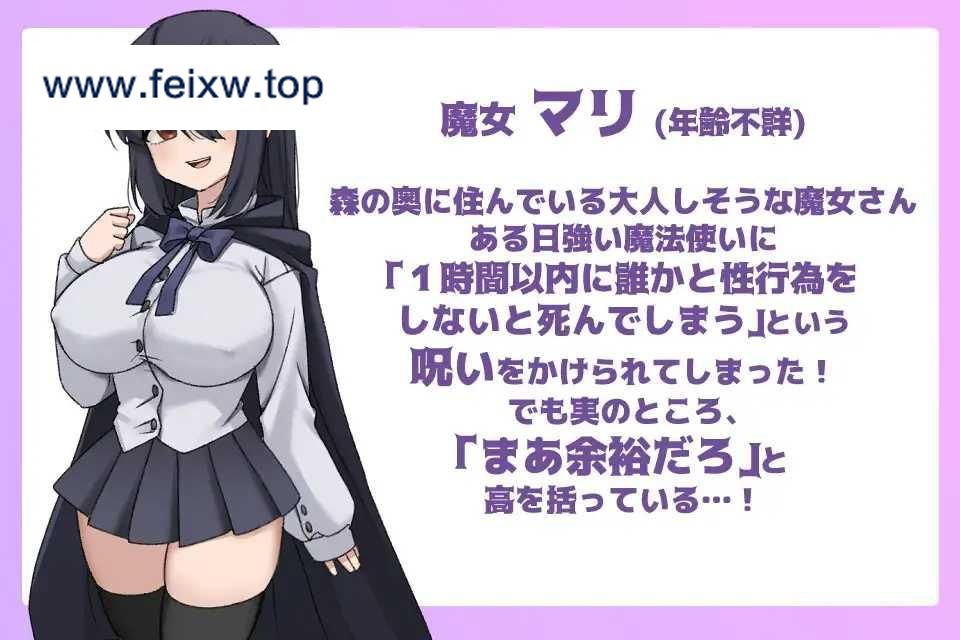 www.feixw.top
魔女 マリ (年齢不詳)
森の奥に住んでいる大人しそうな魔女さん
ある日強い魔法使いに
「１時間以内に誰かと性行為を
しないと死んでしまう」という
呪いをかけられてしまった！
でも実のところ、
「まあ余裕だろ」と
高を括っている…！